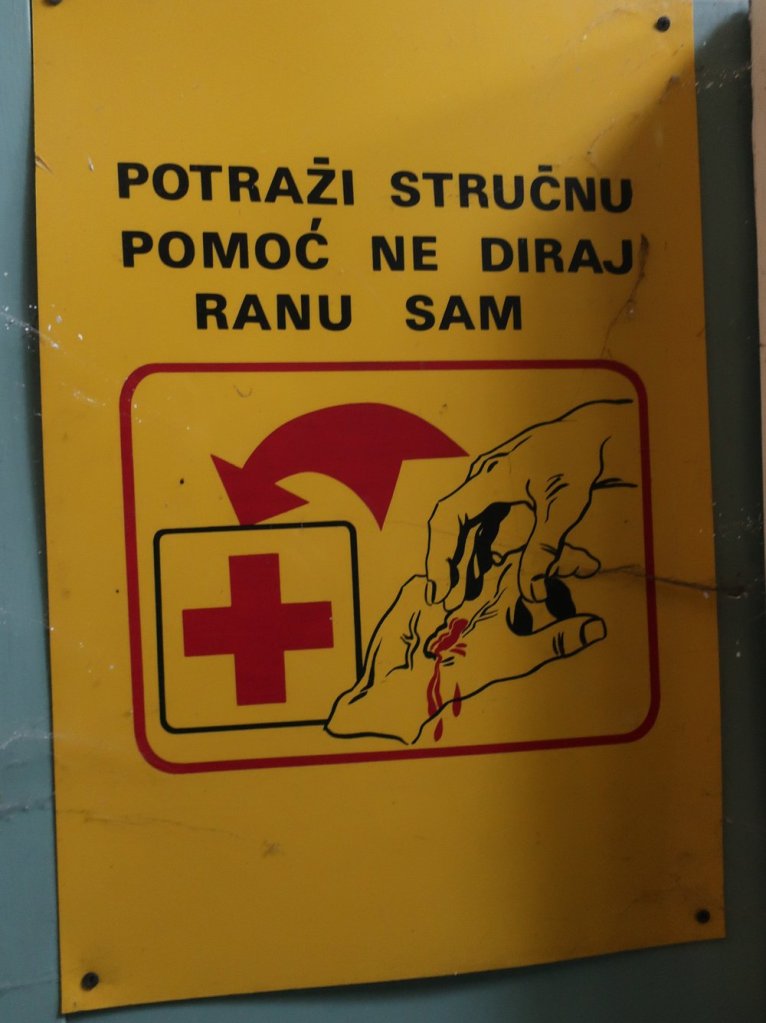 POTRAŽI STRUČNU
POMOĆ NE DIRAJ
RANU SAM